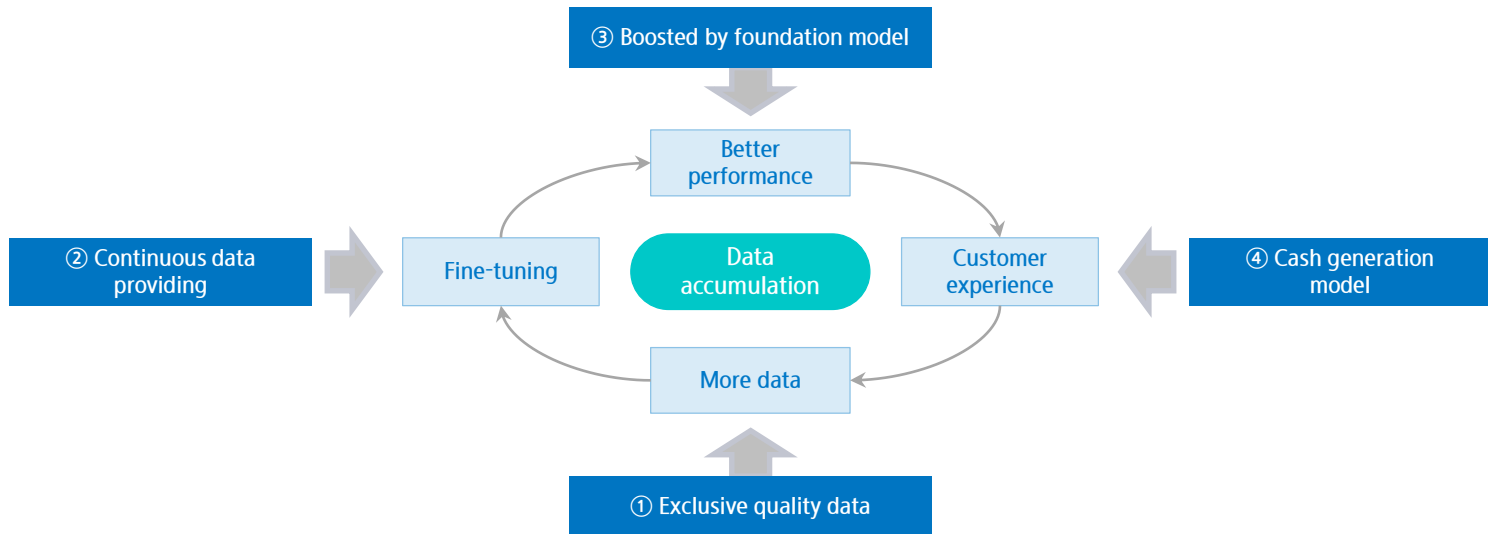 ③ Boosted by foundation model
Better
performance
② Continuous data
providing
Fine-tuning
Data
accumulation
Customer
experience
④ Cash generation
model
More data
① Exclusive quality data